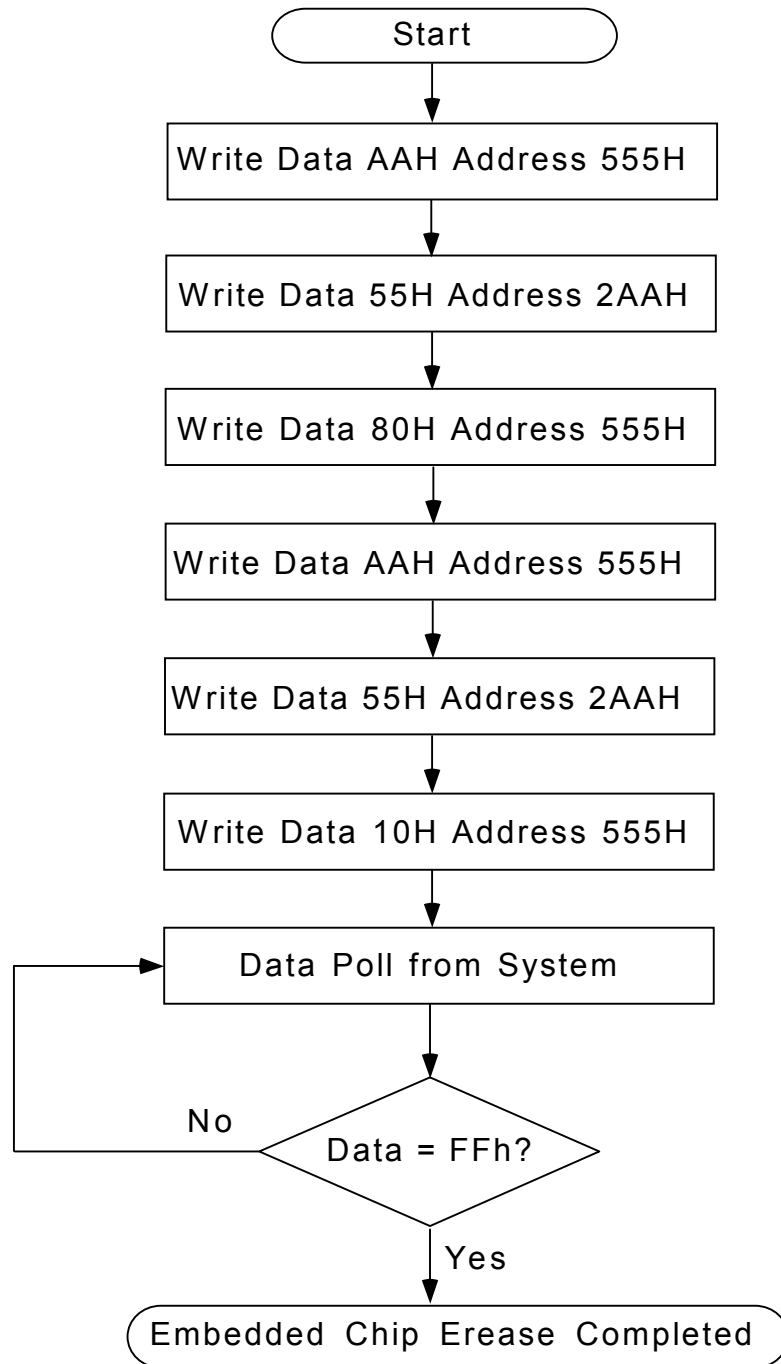 Start
Write Data AAH Address 555H
Write Data 55H Address 2AAH
Write Data 80H Address 555H
Write Data AAH Address 555H
Write Data 55H Address 2AAH
Write Data 10H Address 555H
Data Poll from System
No
Data = FFh?
Yes
Embedded Chip Erease Completed